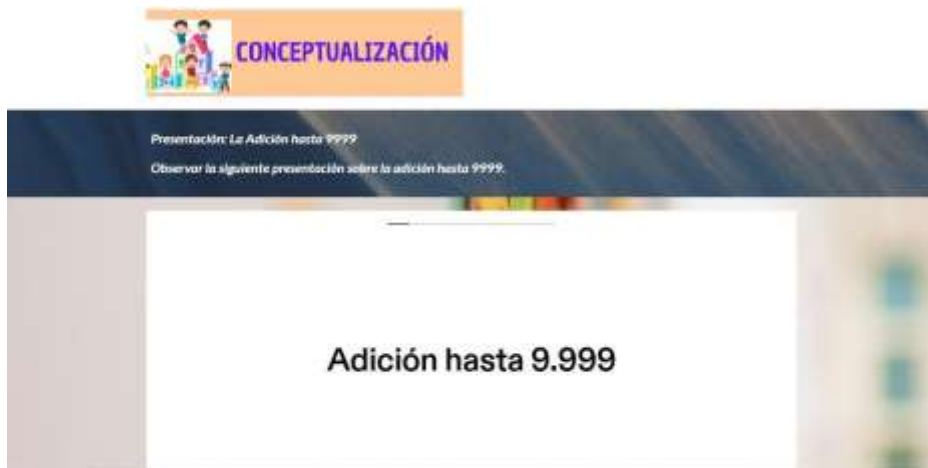 CONCEPTUALIZACIÓN
Presentación: La Adición hasta 9999
Observar la siguiente presentación sobre la adición hasta 9999.
Adición hasta 9.999